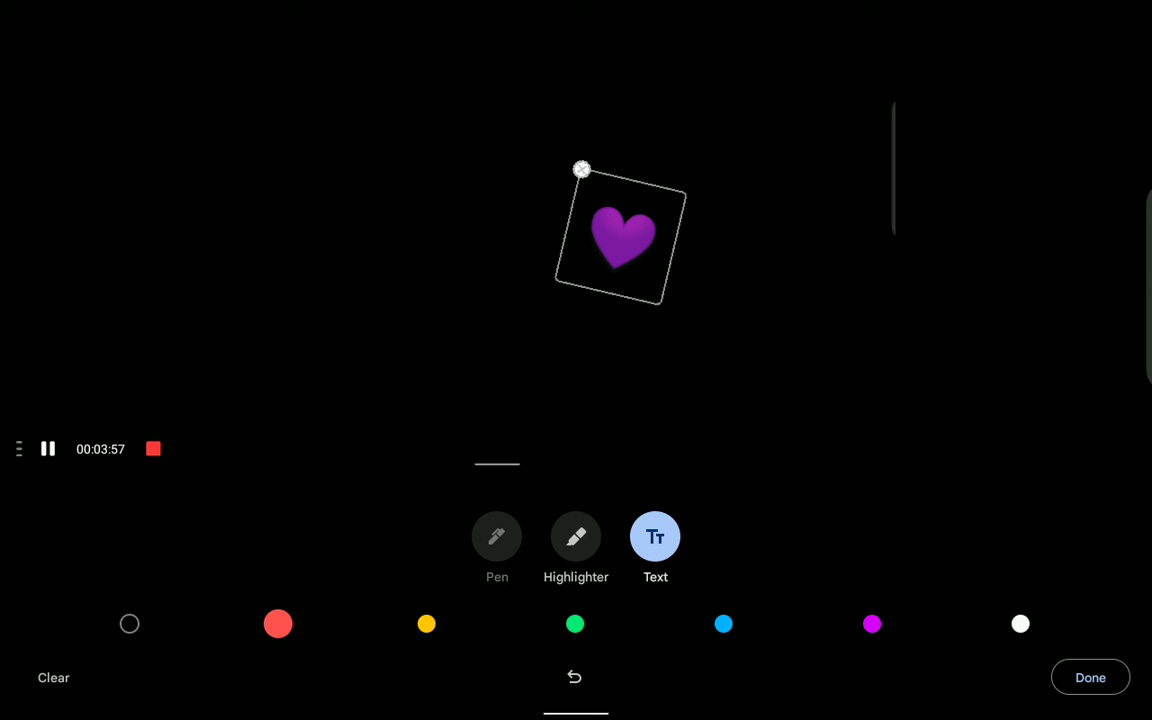 💜
00:03:57
Tт
Pen Highlighter Text
Clear Done